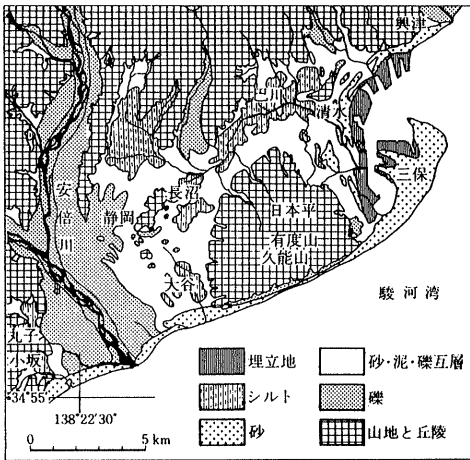 興津
巴川
清水
三保
安倍川
静岡
長沼
日本平
有度山
久能山
大谷
駿河湾
丸子
小坂
34°55′
138°22′30″
0 5 km
埋立地
砂・泥・礫互層
シルト
礫
砂
山地と丘陵